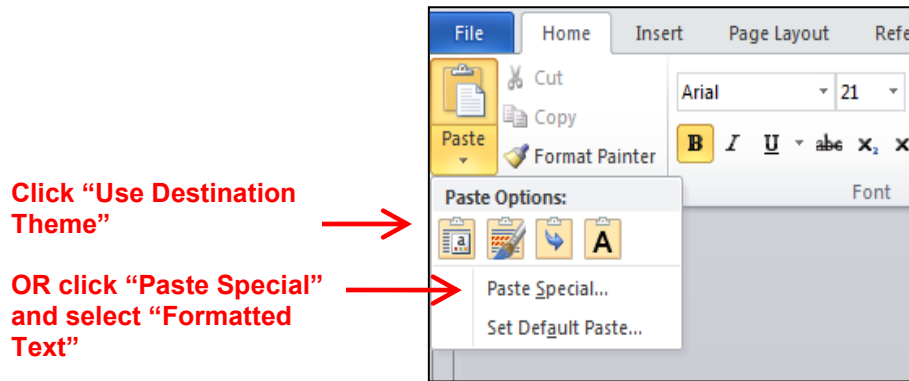 File Home Insert Page Layout Refe
Cut
Arial 21
Copy
Paste
Format Painter
B I U abc x₂ x
Font
Click “Use Destination
Theme”
Paste Options:
a A
OR click “Paste Special”
and select “Formatted
Text”
Paste Special...
Set Default Paste...